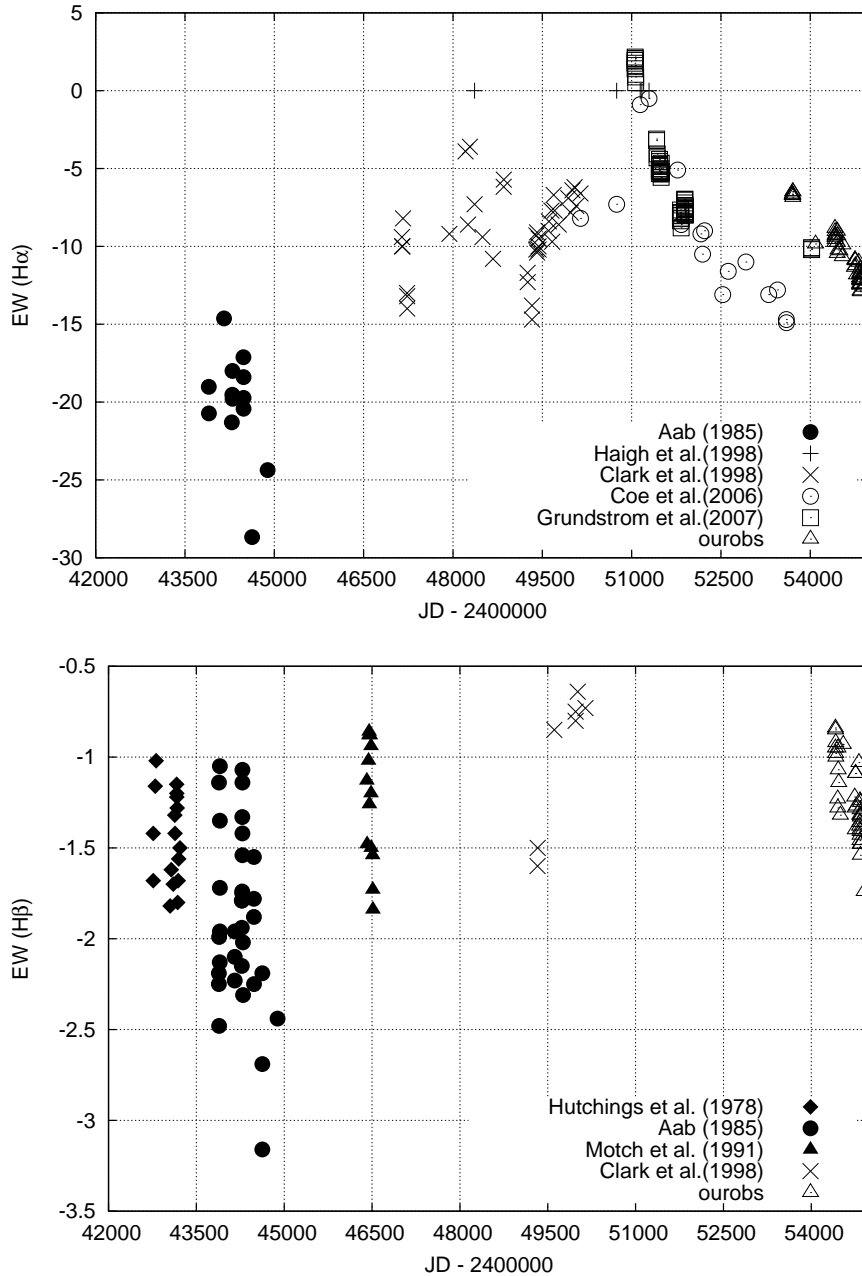 5
0
-5
-10
-15
-20
-25
-30
EW (Hα)
Aab (1985)
Haigh et al.(1998)
Clark et al.(1998)
Coe et al.(2006)
Grundstrom et al.(2007)
ourobs
42000 43500 45000 46500 48000 49500 51000 52500 54000
JD - 2400000
-0.5
-1
-1.5
-2
-2.5
-3
-3.5
EW (Hβ)
Hutchings et al. (1978)
Aab (1985)
Motch et al. (1991)
Clark et al.(1998)
ourobs
42000 43500 45000 46500 48000 49500 51000 52500 54000
JD - 2400000